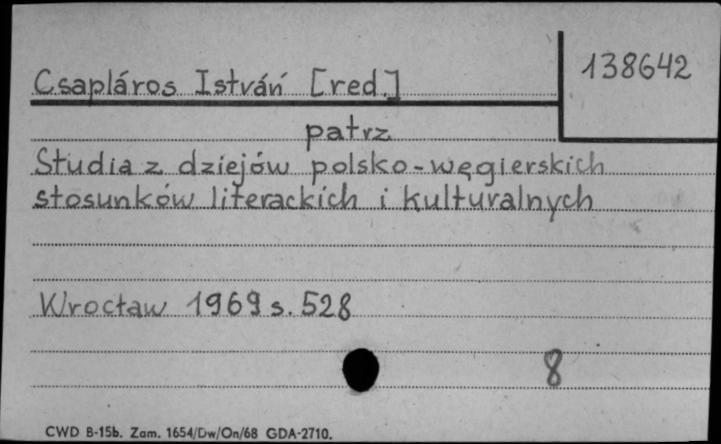 138642
Csapláros István [red.]
patrz
Studia z dziejów polsko-węgierskich
stosunków literackich i kulturalnych
Wrocław 1969 s. 528
8
CWD B-15b. Zam. 1654/Dw/On/68 GDA-2710.